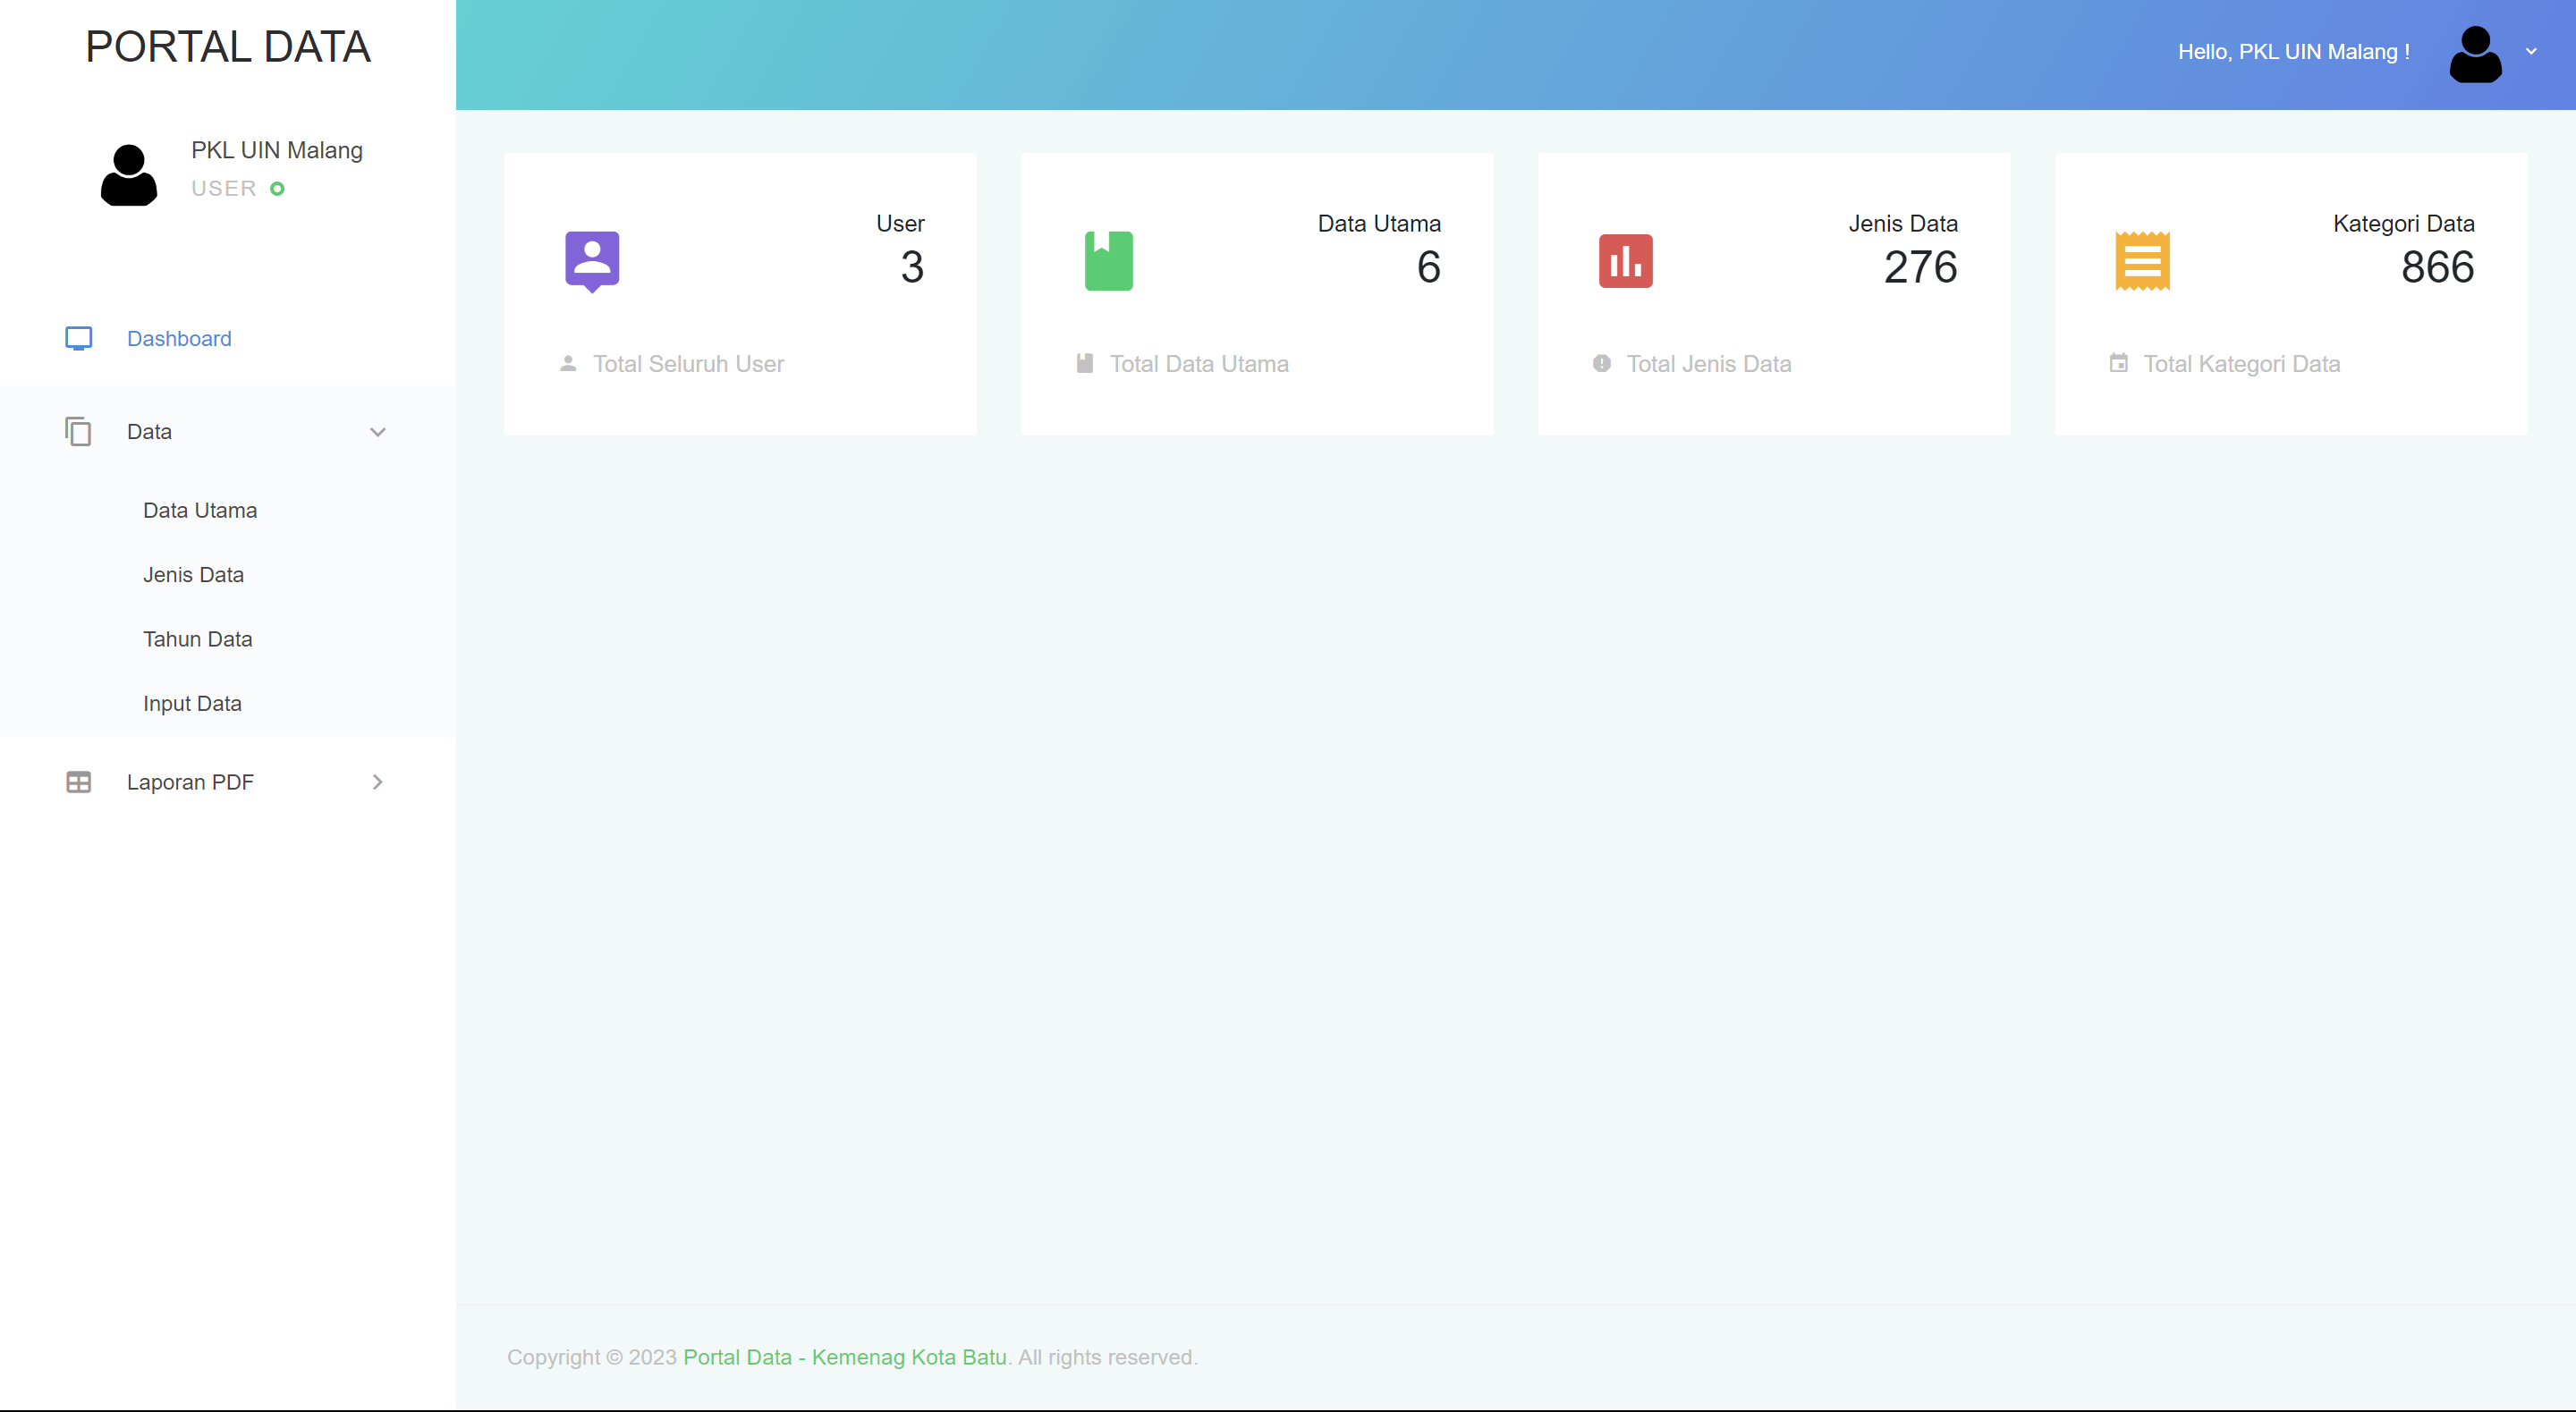 PORTAL DATA
Hello, PKL UIN Malang !
PKL UIN Malang
USER
Dashboard
Data
Data Utama
Jenis Data
Tahun Data
Input Data
Laporan PDF
User
3
Total Seluruh User
Data Utama
6
Total Data Utama
Jenis Data
276
Total Jenis Data
Kategori Data
866
Total Kategori Data
Copyright © 2023 Portal Data - Kemenag Kota Batu. All rights reserved.